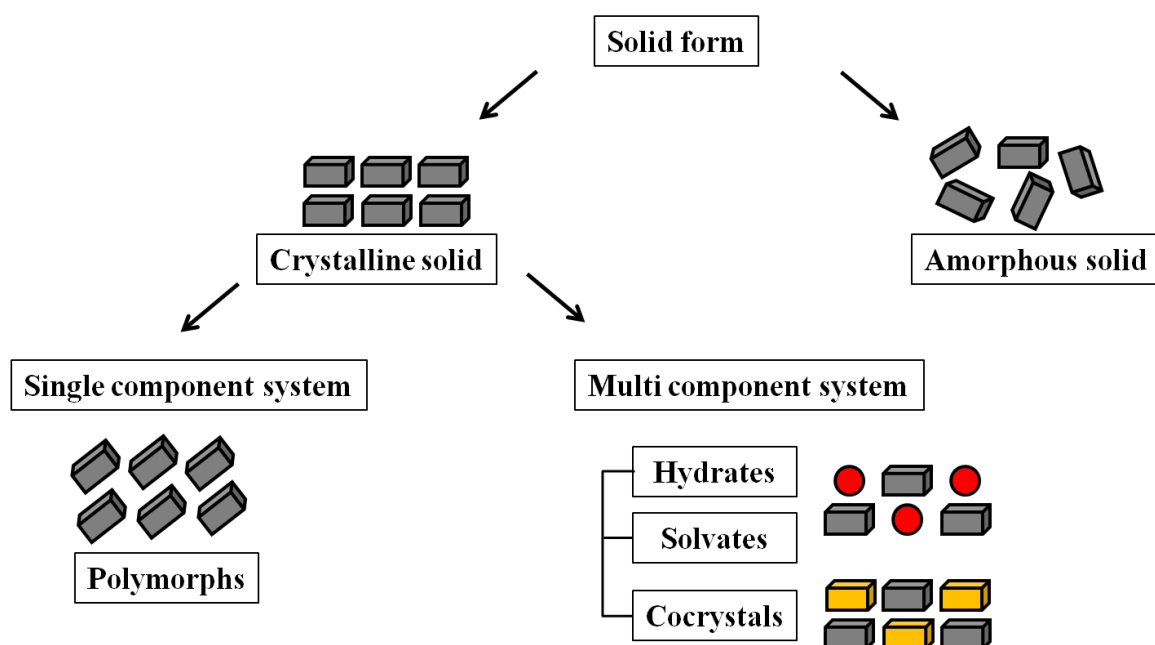 Solid form
Crystalline solid
Amorphous solid
Single component system
Multi component system
Hydrates
Solvates
Polymorphs
Cocrystals